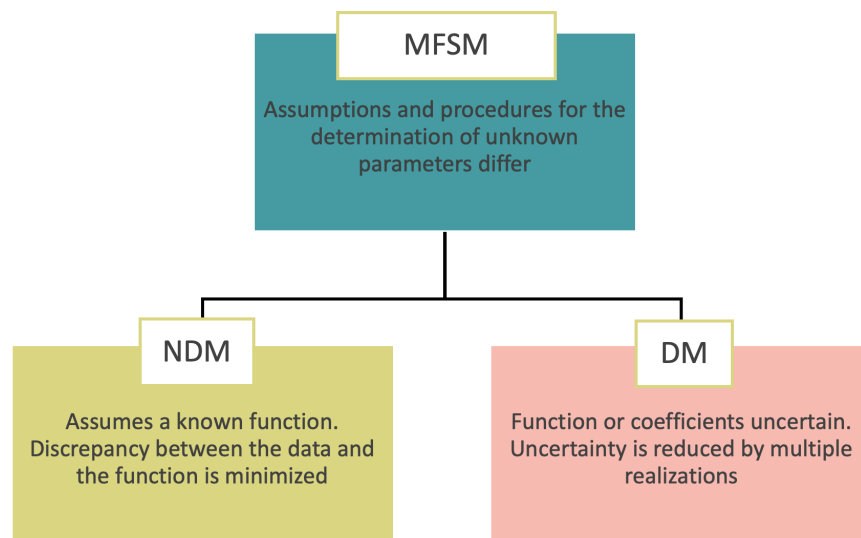 MFSM
Assumptions and procedures for the
determination of unknown
parameters differ
NDM
Assumes a known function.
Discrepancy between the data and
the function is minimized
DM
Function or coefficients uncertain.
Uncertainty is reduced by multiple
realizations